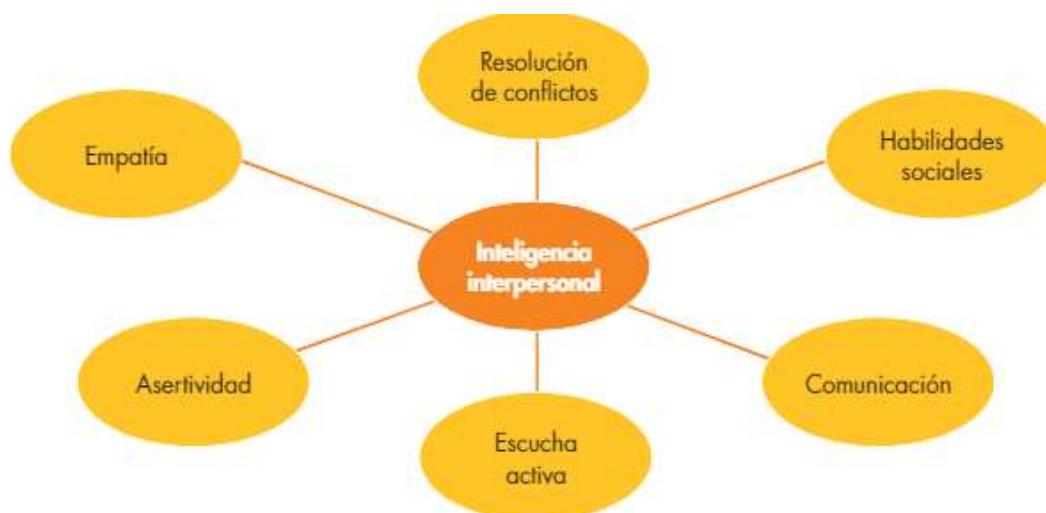 Resolución
de conflictos
Empatía
Habilidades
sociales
Inteligencia
interpersonal
Asertividad
Comunicación
Escucha
activa